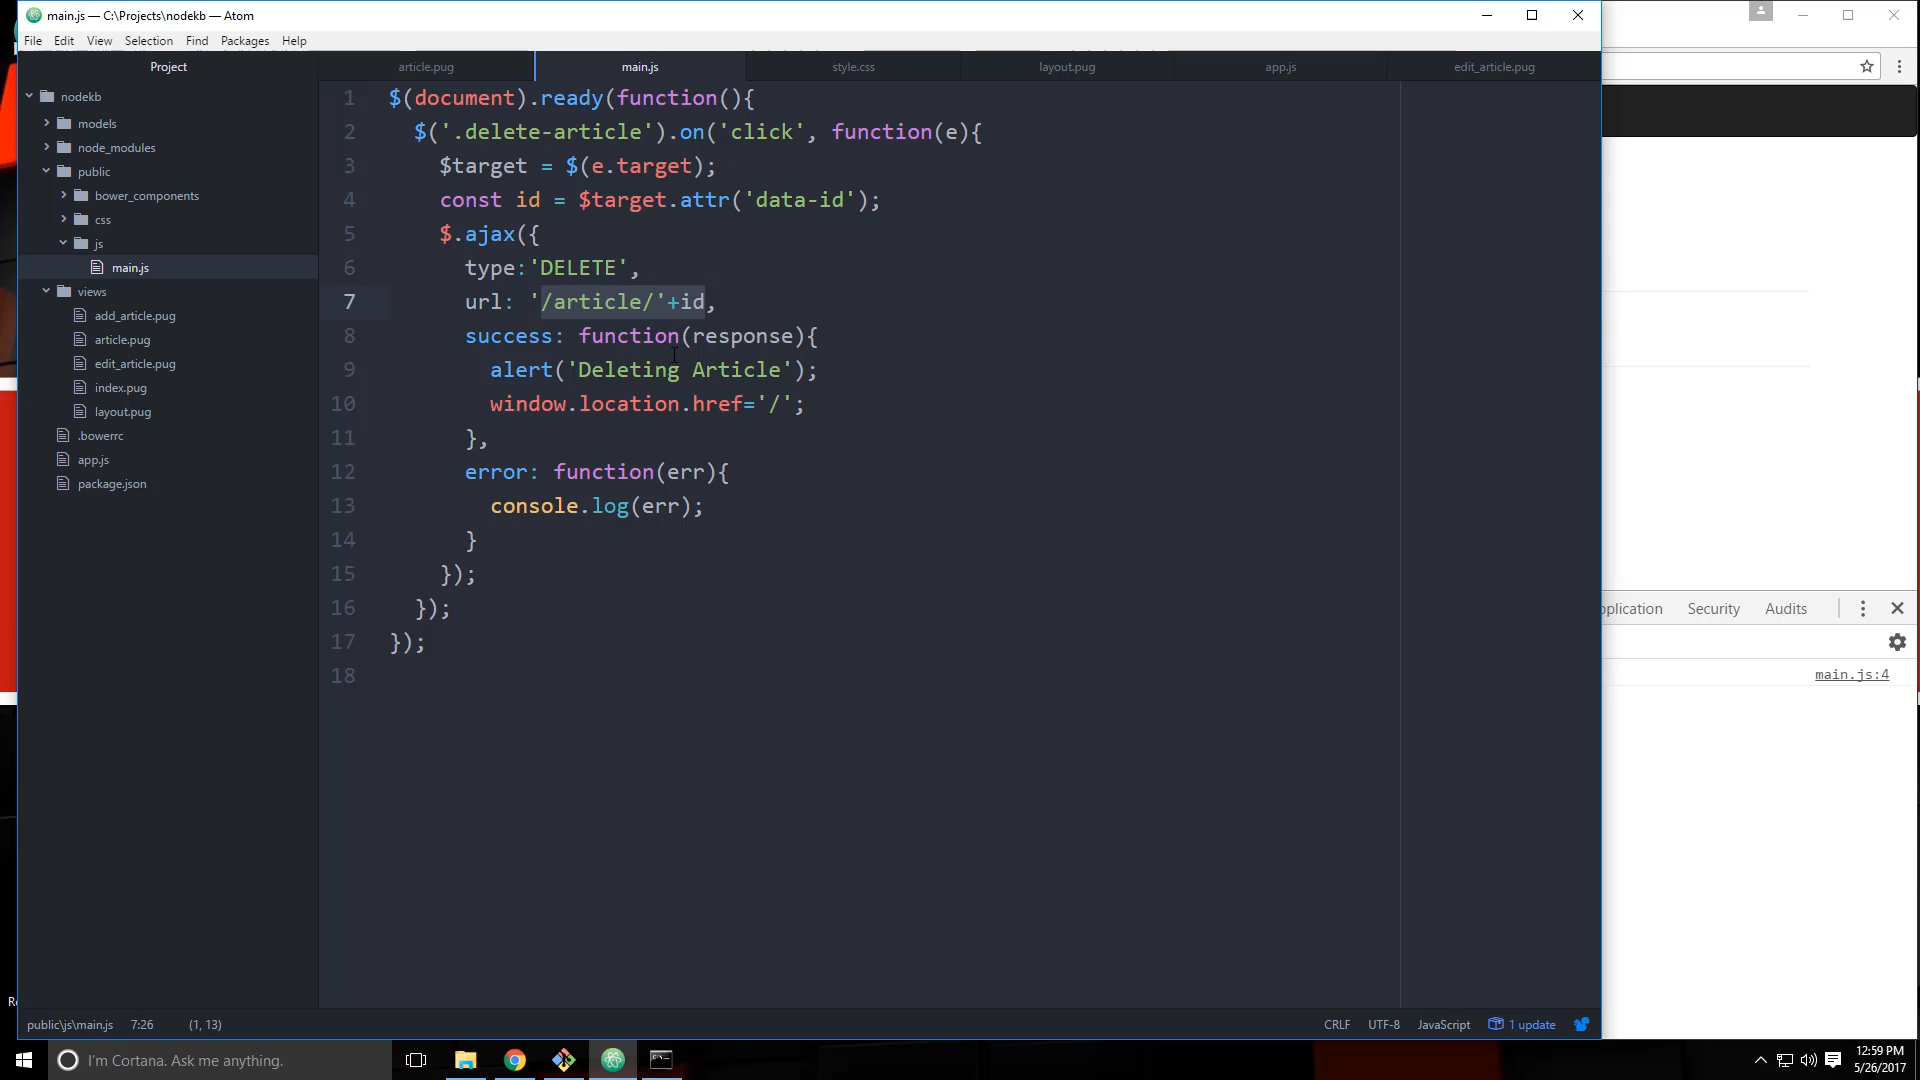 main.js — C:\Projects\nodekb — Atom
File Edit View Selection Find Packages Help
Project
article.pug
main.js
style.css
layout.pug
app.js
edit_article.pug
nodekb
models
node_modules
public
bower_components
css
js
main.js
views
add_article.pug
article.pug
edit_article.pug
index.pug
layout.pug
.bowerrc
app.js
package.json
1 $(document).ready(function(){
2 $('.delete-article').on('click', function(e){
3 $target = $(e.target);
4 const id = $target.attr('data-id');
5 $.ajax({
6 type:'DELETE',
7 url: '/article/'+id,
8 success: function(response){
9 alert('Deleting Article');
10 window.location.href='/';
11 },
12 error: function(err){
13 console.log(err);
14 }
15 });
16 });
17 });
18
pplication Security Audits
main.js:4
public\js\main.js 7:26 (1, 13)
CRLF UTF-8 JavaScript 1 update
I'm Cortana. Ask me anything.
12:59 PM
5/26/2017